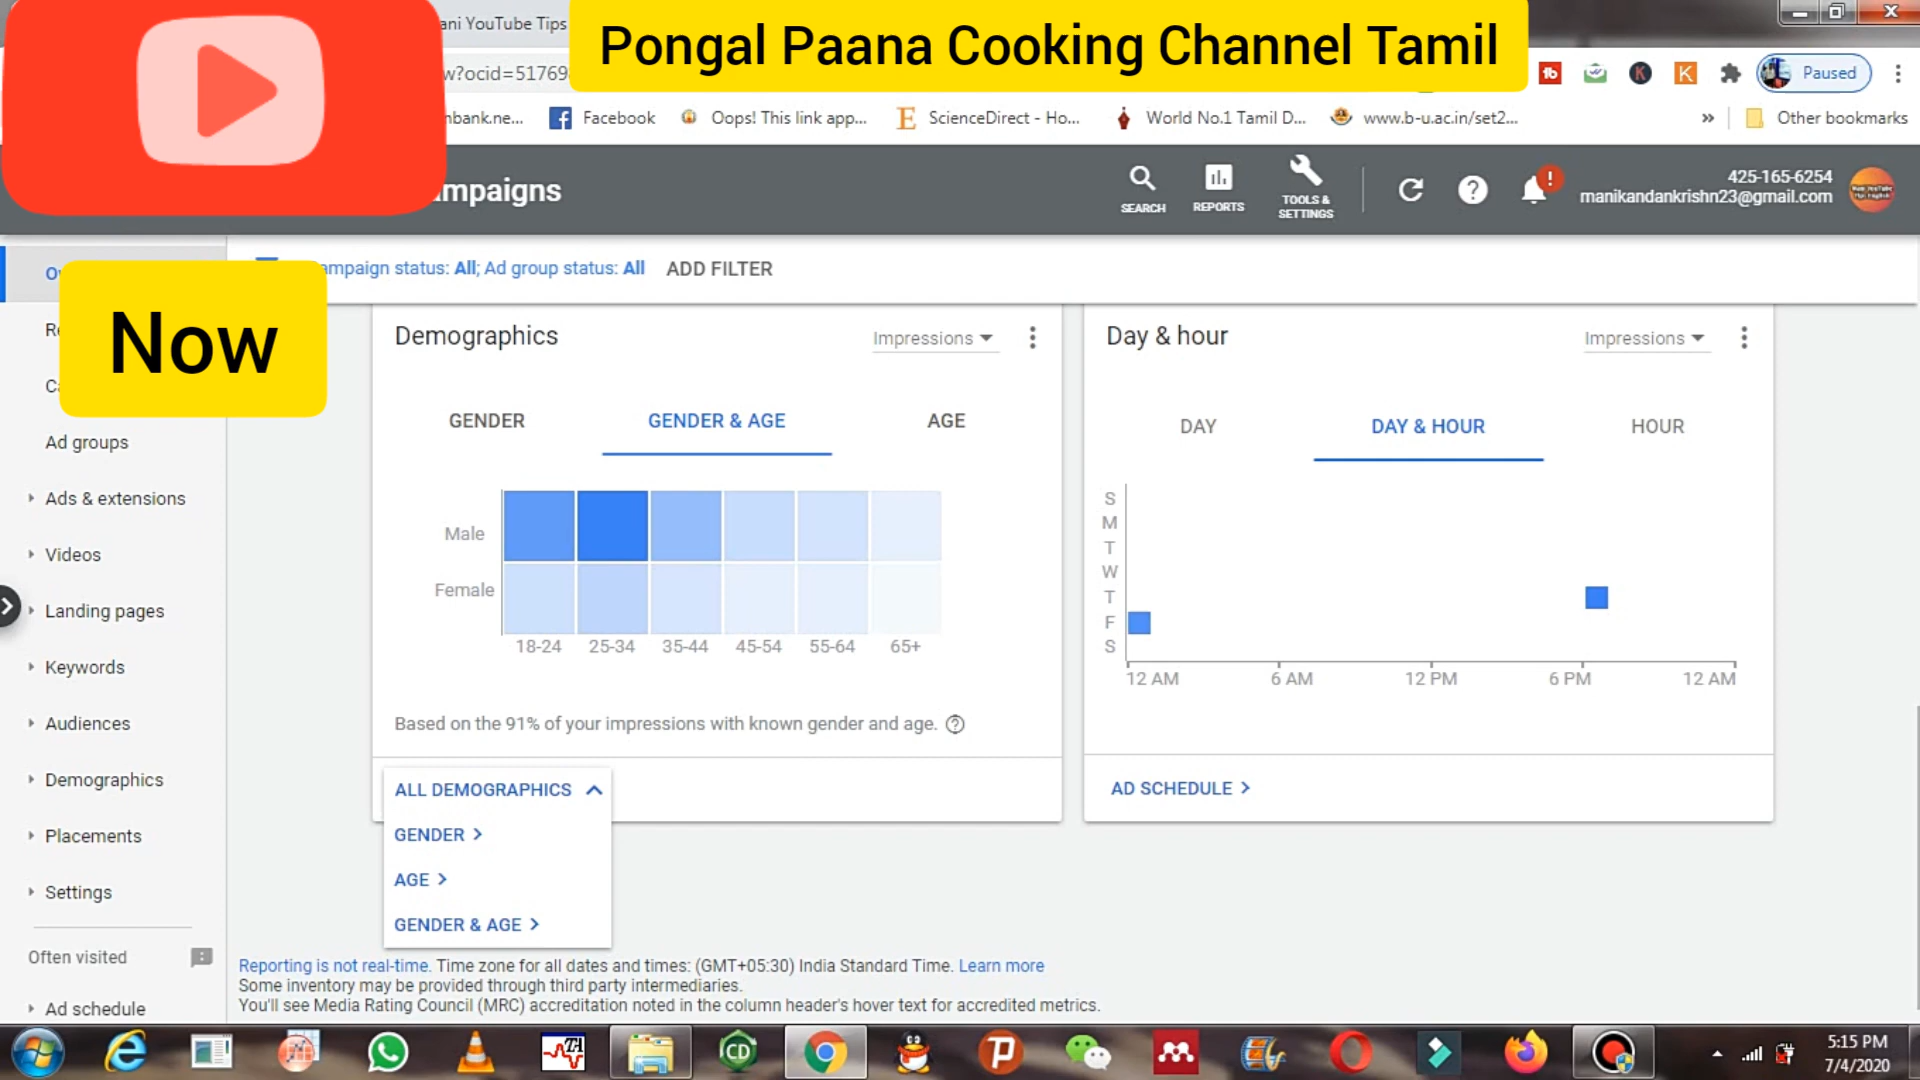 ani YouTube Tips
Pongal Paana Cooking Channel Tamil
w?ocid=51769
Paused
nbank.ne...
Facebook
Oops! This link app...
ScienceDirect - Ho...
World No.1 Tamil D...
www.b-u.ac.in/set2...
Other bookmarks
mpaigns
SEARCH
REPORTS
TOOLS &
SETTINGS
425-165-6254
manikandankrishn23@gmail.com
Now
ampaign status: All; Ad group status: All
ADD FILTER
Ad groups
Ads & extensions
Videos
Landing pages
Keywords
Audiences
Demographics
Placements
Settings
Often visited
Ad schedule
Demographics
Impressions
GENDER
GENDER & AGE
AGE
Male
Female
18-24 25-34 35-44 45-54 55-64 65+
Based on the 91% of your impressions with known gender and age.
ALL DEMOGRAPHICS
GENDER
AGE
GENDER & AGE
Day & hour
Impressions
DAY
DAY & HOUR
HOUR
S
M
T
W
T
F
S
12 AM 6 AM 12 PM 6 PM 12 AM
AD SCHEDULE
Reporting is not real-time. Time zone for all dates and times: (GMT+05:30) India Standard Time. Learn more
Some inventory may be provided through third party intermediaries.
You'll see Media Rating Council (MRC) accreditation noted in the column header's hover text for accredited metrics.
5:15 PM
7/4/2020